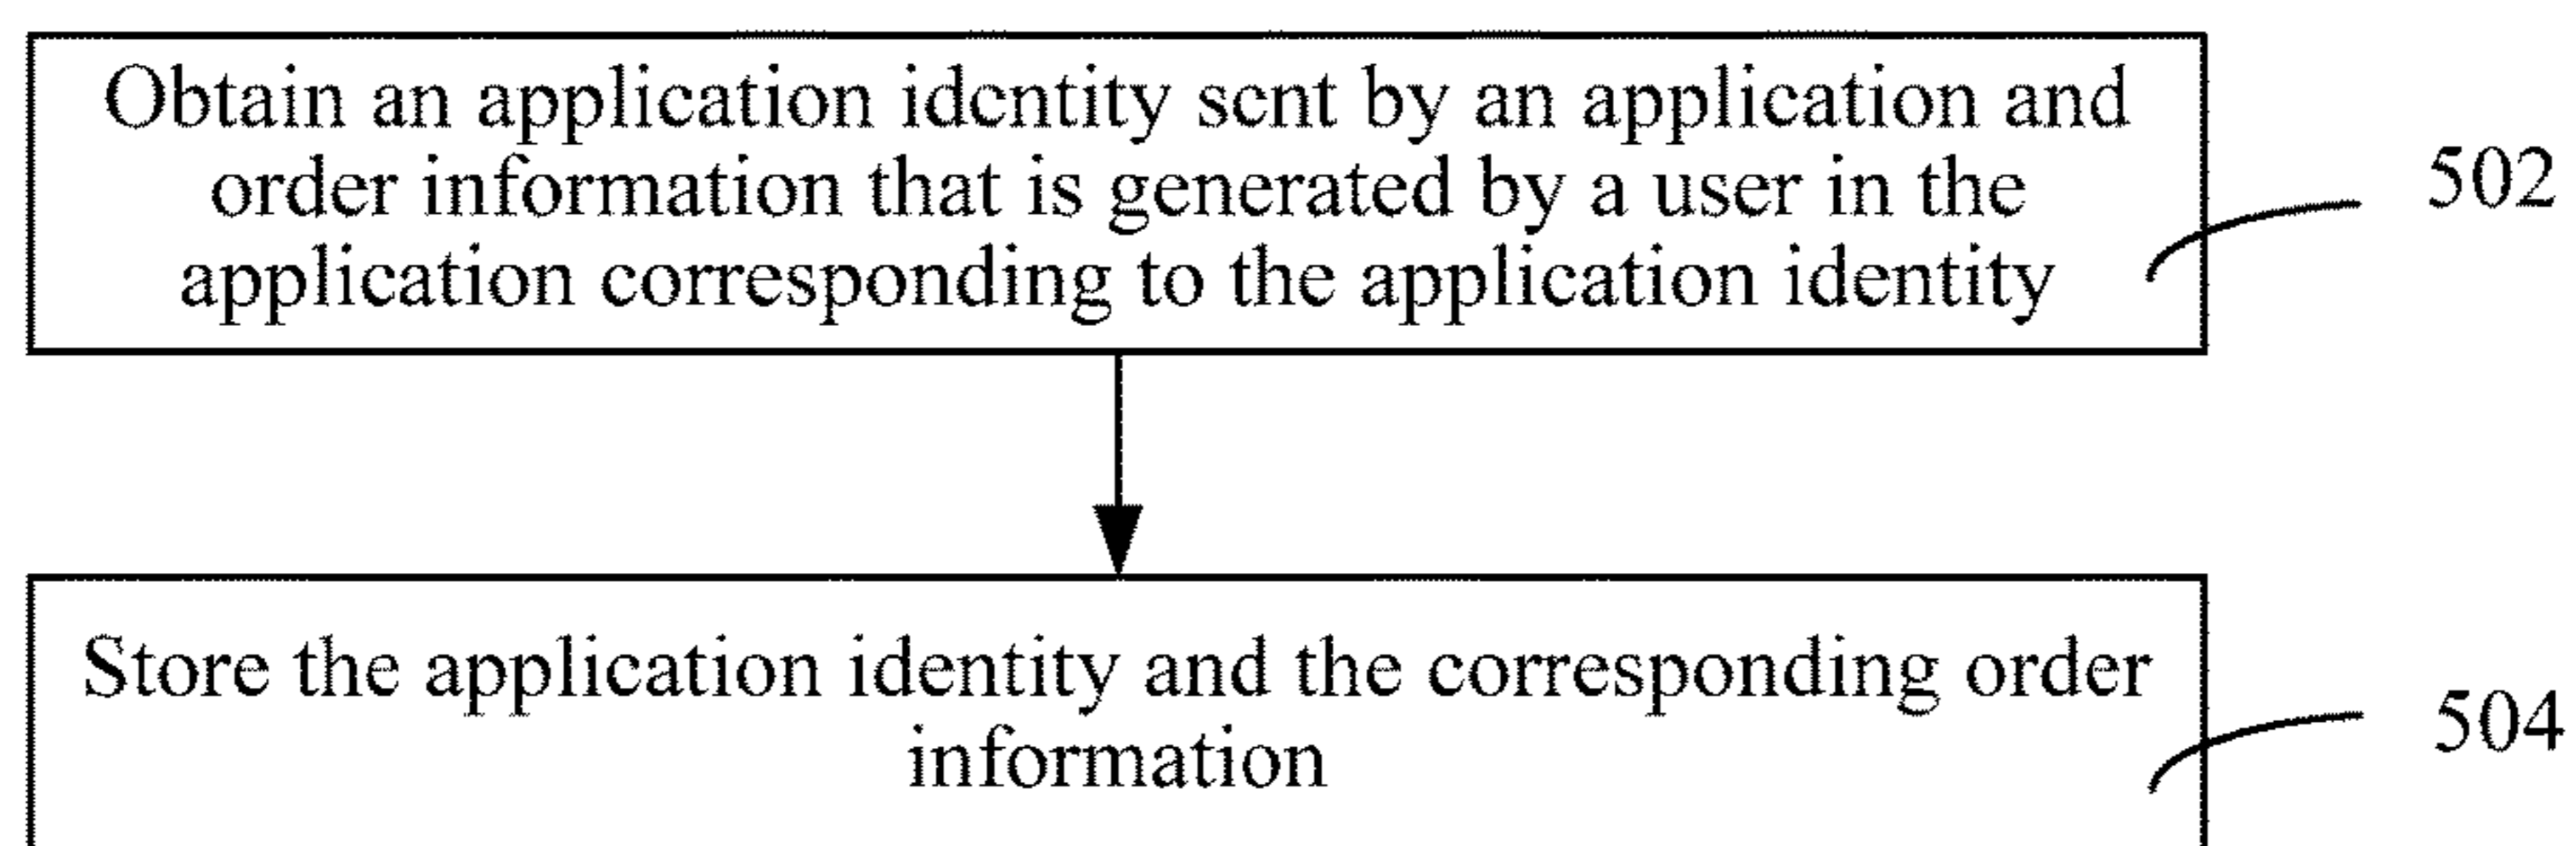 Obtain an application identity sent by an application and
order information that is generated by a user in the
application corresponding to the application identity
502
Store the application identity and the corresponding order
information
504